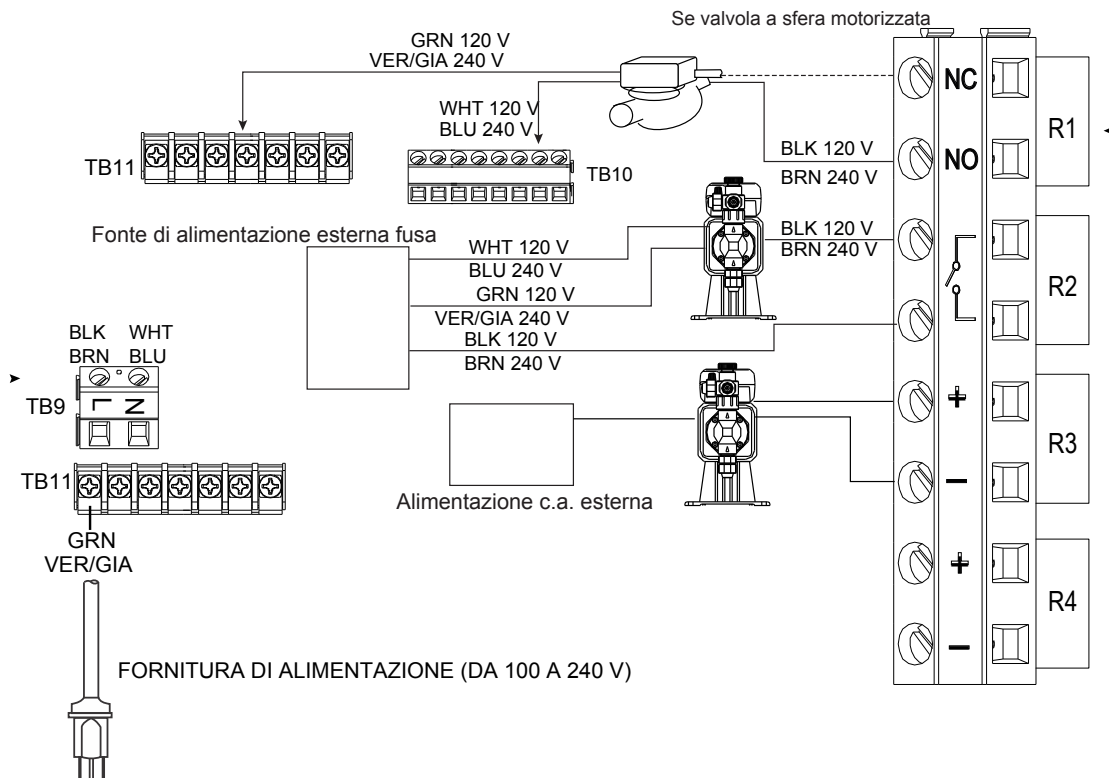 Se valvola a sfera motorizzata
GRN 120 V
VER/GIA 240 V
WHT 120 V
BLU 240 V
TB11
TB10
NC
R1
NO
BLK 120 V
BRN 240 V
Fonte di alimentazione esterna fusa
WHT 120 V
BLU 240 V
GRN 120 V
VER/GIA 240 V
BLK 120 V
BRN 240 V
BLK 120 V
BRN 240 V
R2
BLK WHT
BRN BLU
TB9
L N
TB11
GRN
VER/GIA
Alimentazione c.a. esterna
+
R3
–
+
R4
–
FORNITURA DI ALIMENTAZIONE (DA 100 A 240 V)